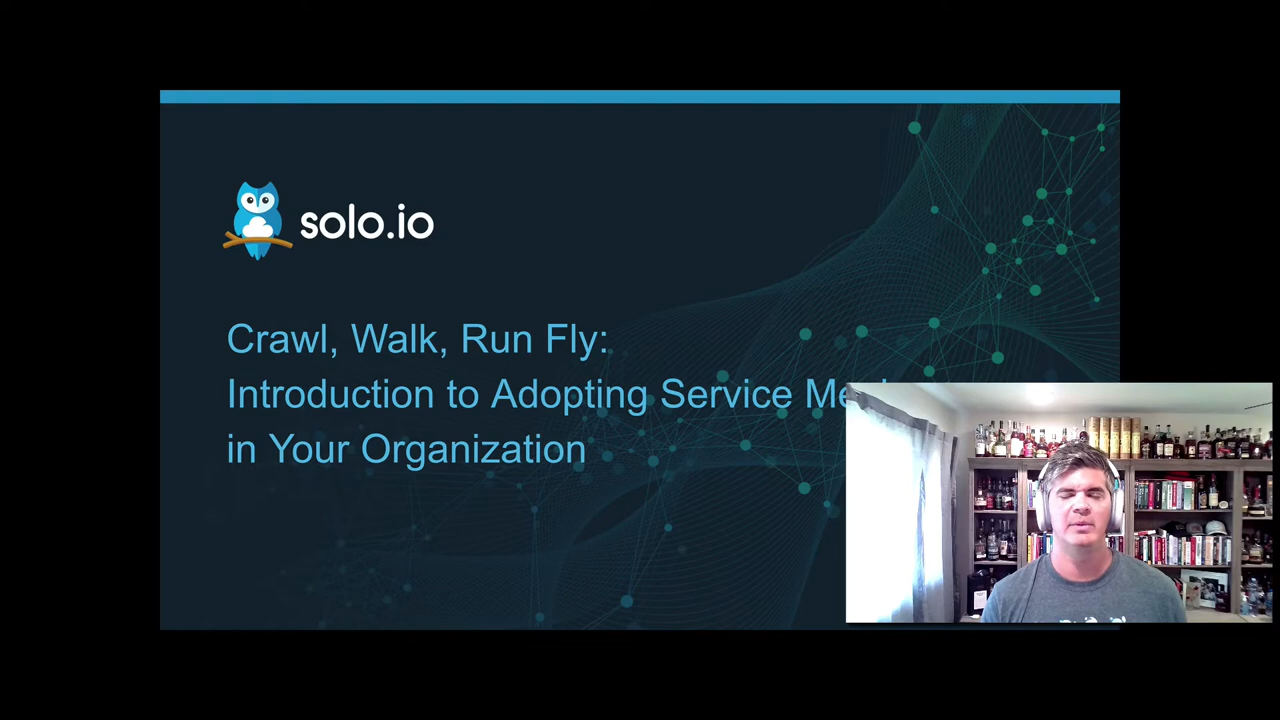 solo.io
Crawl, Walk, Run Fly:
Introduction to Adopting Service
in Your Organization